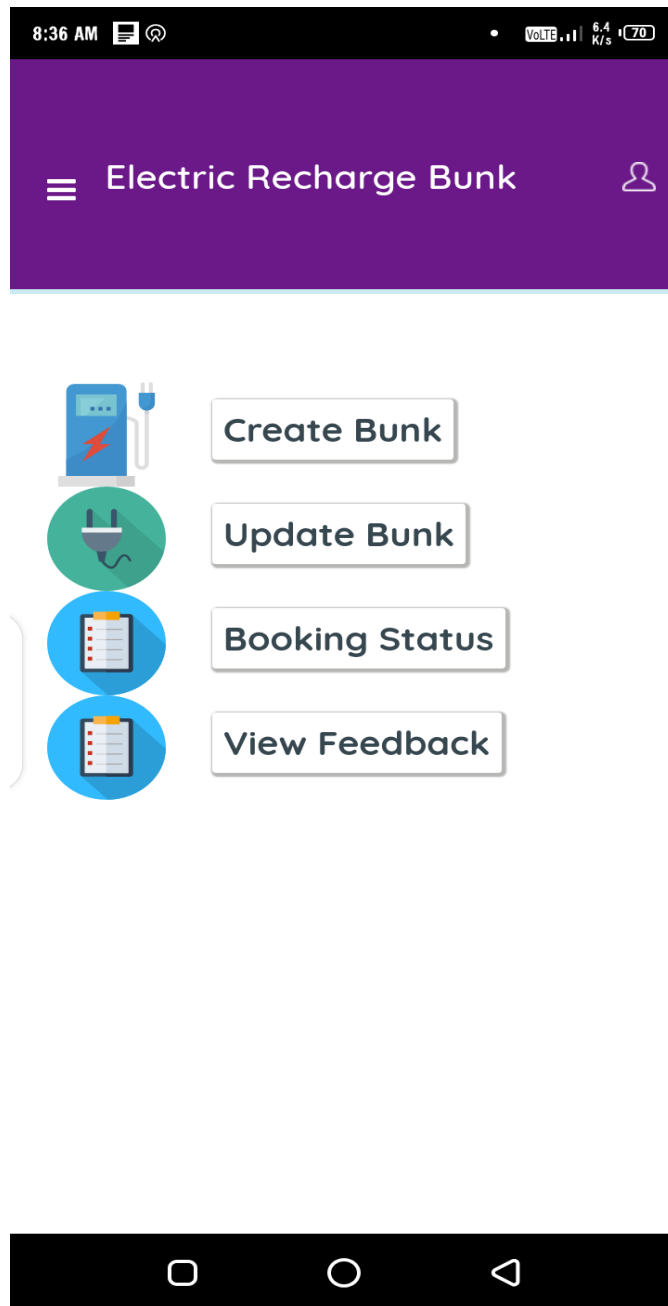 8:36 AM
VoLTE 6.4 K/s 70
Electric Recharge Bunk
Create Bunk
Update Bunk
Booking Status
View Feedback